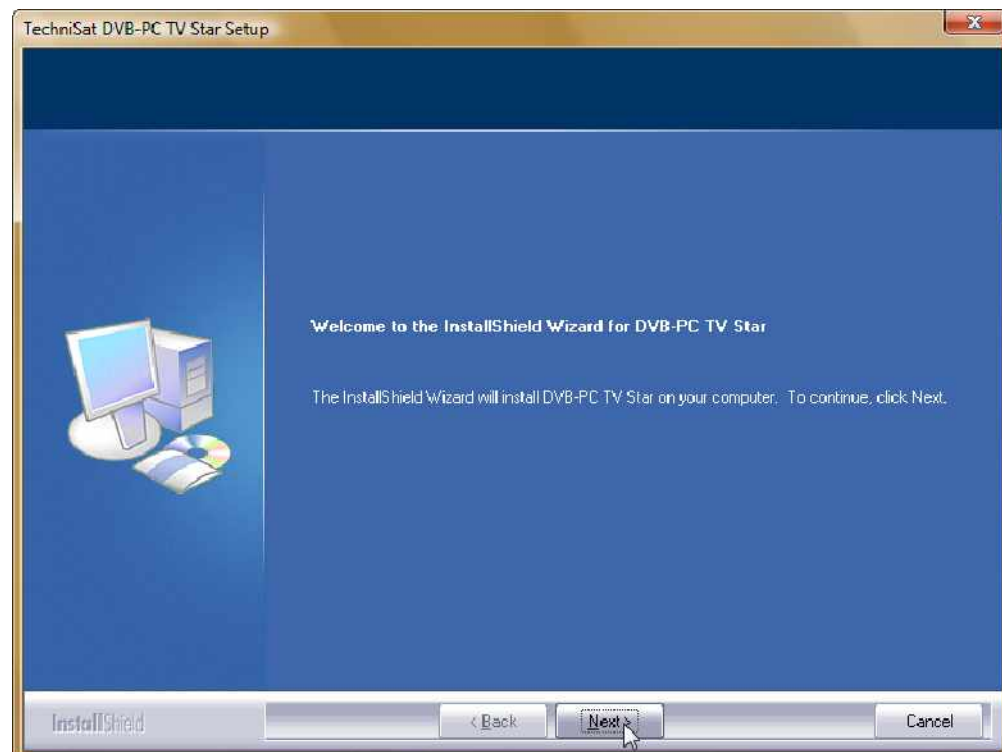 TechniSat DVB-PC TV Star Setup
Welcome to the InstallShield Wizard for DVB-PC TV Star
The InstallShield Wizard will install DVB-PC TV Star on your computer. To continue, click Next.
InstallShield
< Back
Next >
Cancel